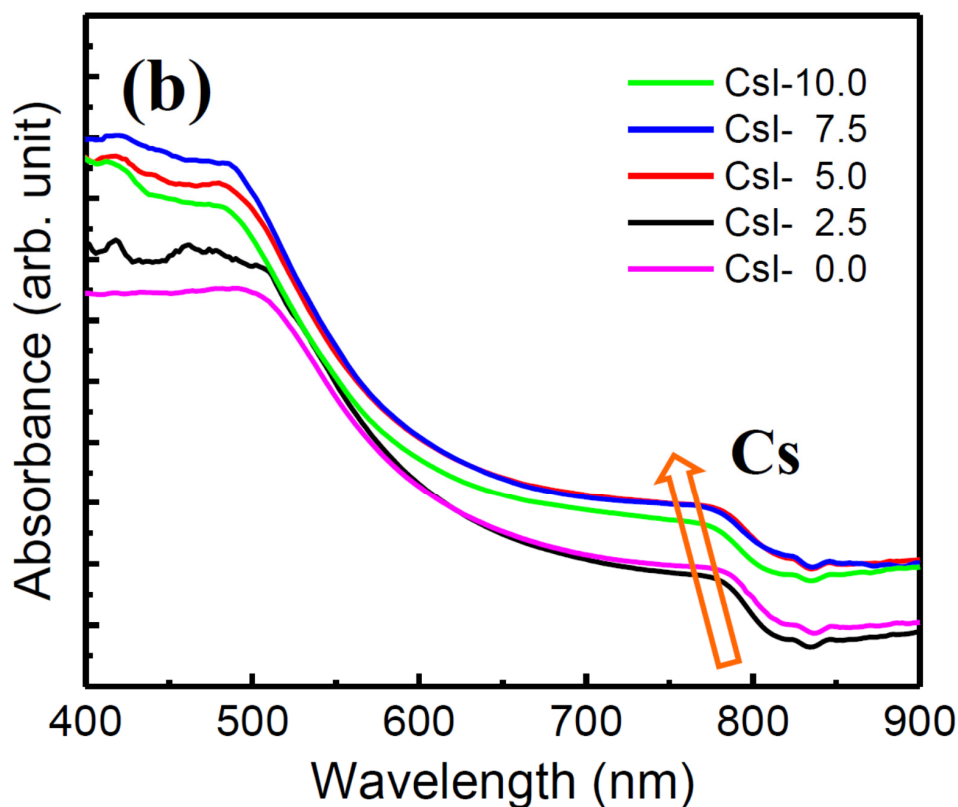 (b)
CsI-10.0
CsI- 7.5
CsI- 5.0
CsI- 2.5
CsI- 0.0
Cs
Absorbance (arb. unit)
400 500 600 700 800 900
Wavelength (nm)